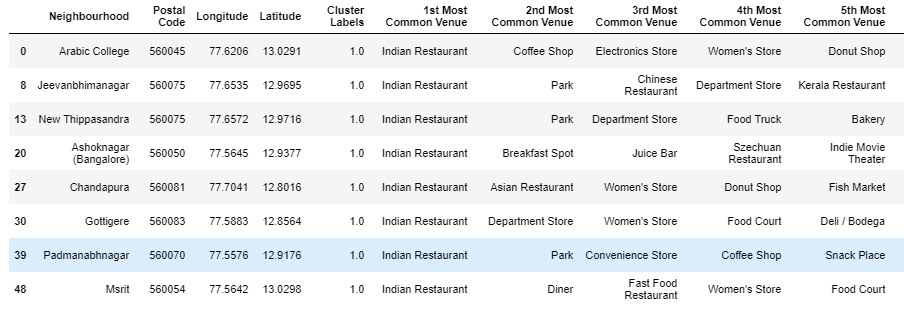 Neighbourhood Postal Code Longitude Latitude Cluster Labels 1st Most Common Venue 2nd Most Common Venue 3rd Most Common Venue 4th Most Common Venue 5th Most Common Venue
0 Arabic College 560045 77.6206 13.0291 1.0 Indian Restaurant Coffee Shop Electronics Store Women's Store Donut Shop
8 Jeevanbhimanagar 560075 77.6535 12.9695 1.0 Indian Restaurant Park Chinese Restaurant Department Store Kerala Restaurant
13 New Thippasandra 560075 77.6572 12.9716 1.0 Indian Restaurant Park Department Store Food Truck Bakery
20 Ashoknagar (Bangalore) 560050 77.5645 12.9377 1.0 Indian Restaurant Breakfast Spot Juice Bar Szechuan Restaurant Indie Movie Theater
27 Chandapura 560081 77.7041 12.8016 1.0 Indian Restaurant Asian Restaurant Women's Store Donut Shop Fish Market
30 Gottigere 560083 77.5883 12.8564 1.0 Indian Restaurant Department Store Women's Store Food Court Deli / Bodega
39 Padmanabhnagar 560070 77.5576 12.9176 1.0 Indian Restaurant Park Convenience Store Coffee Shop Snack Place
48 Msrit 560054 77.5642 13.0298 1.0 Indian Restaurant Diner Fast Food Restaurant Women's Store Food Court